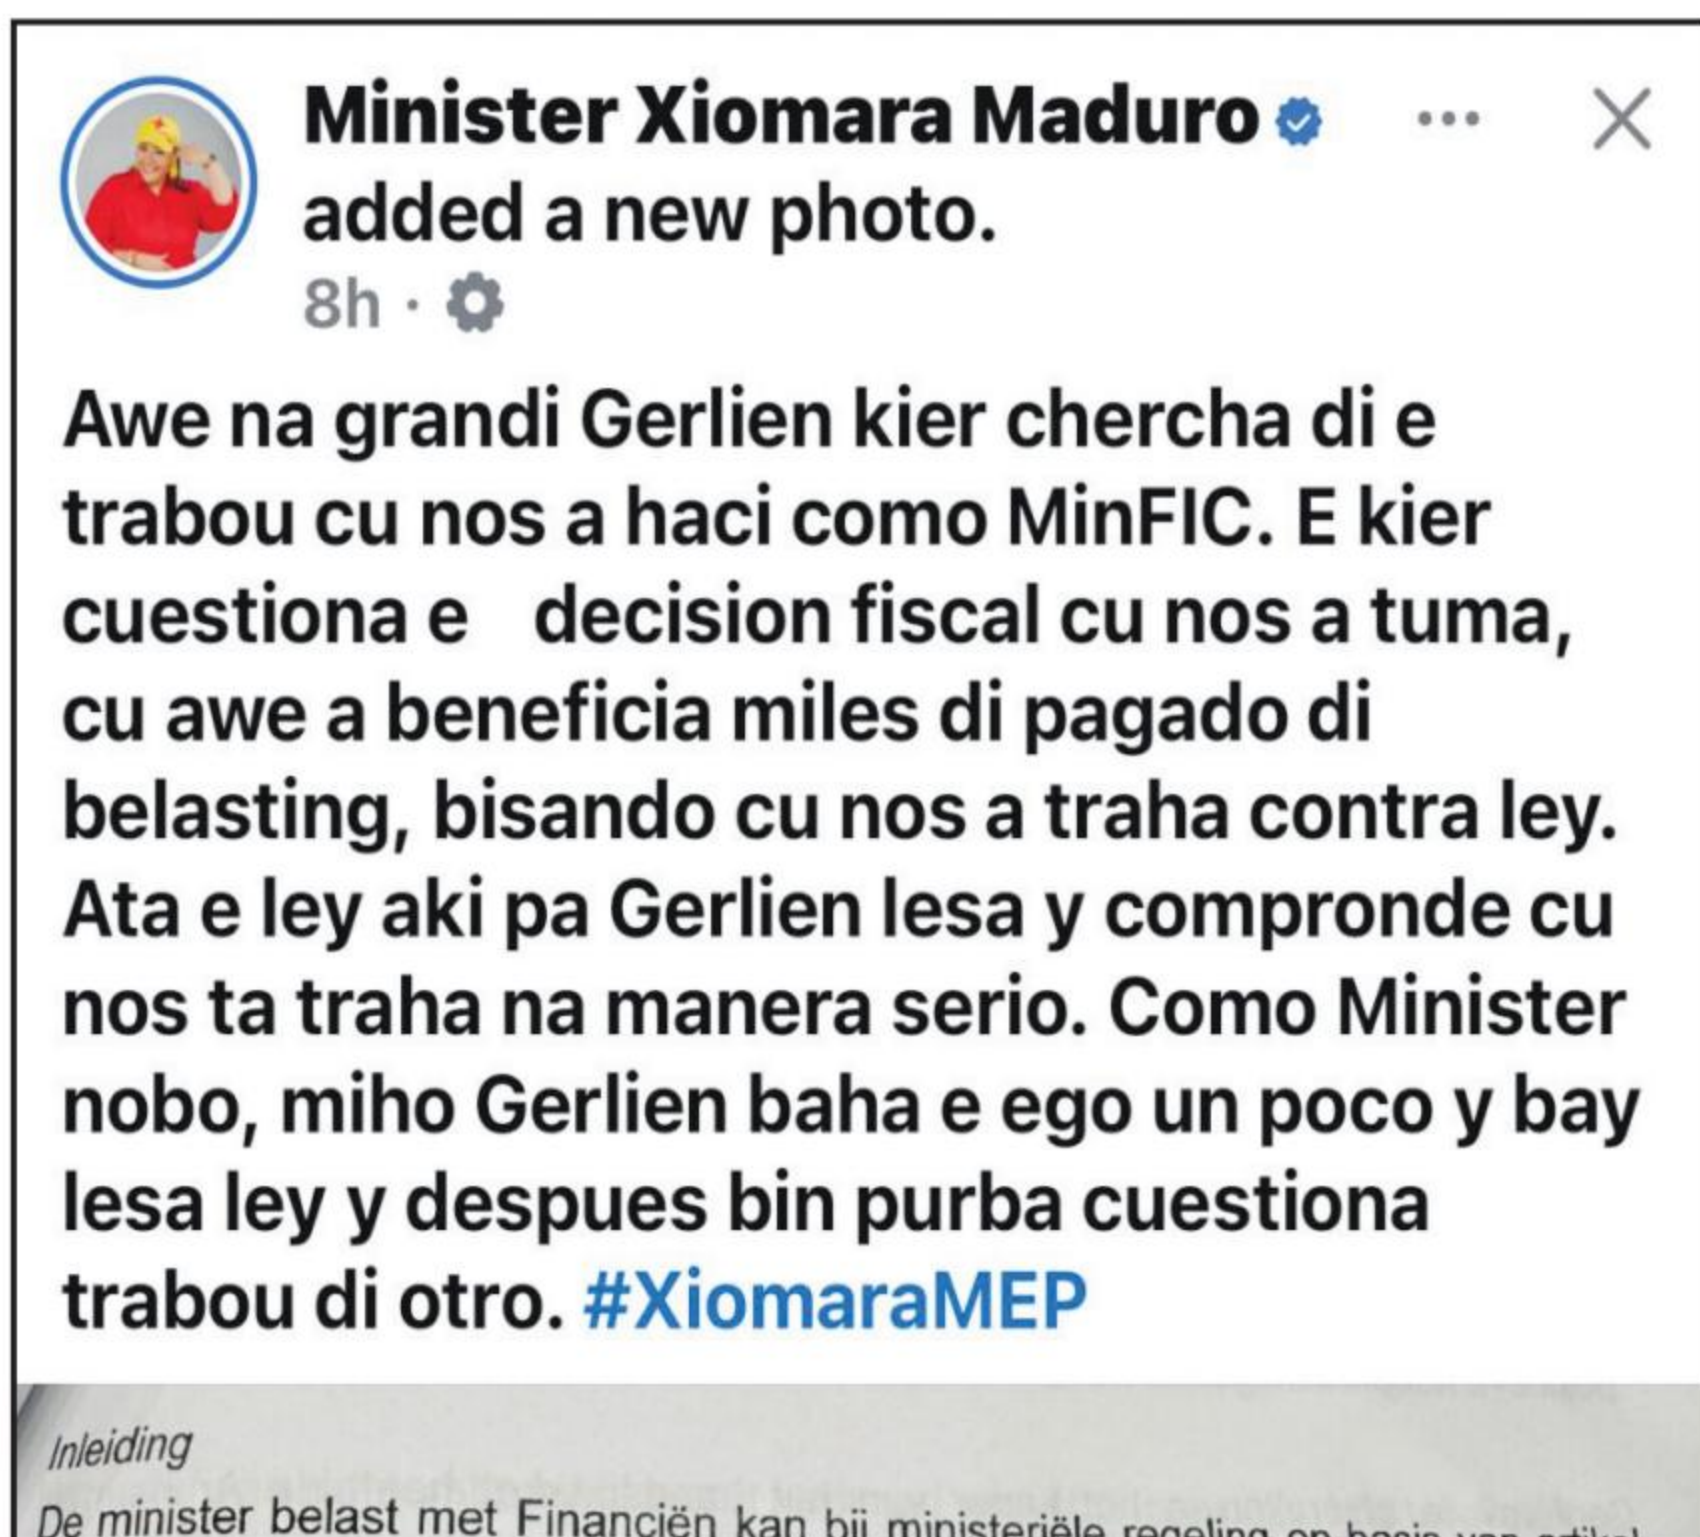 Minister Xiomara Maduro
added a new photo.
8h ·
Awe na grandi Gerlien kier chercha di e
trabou cu nos a haci como MinFIC. E kier
cuestiona e decision fiscal cu nos a tuma,
cu awe a beneficia miles di pagado di
belasting, bisando cu nos a traha contra ley.
Ata e ley aki pa Gerlien lesa y compronde cu
nos ta traha na manera serio. Como Minister
nobo, miho Gerlien baha e ego un poco y bay
lesa ley y despues bin purba cuestiona
trabou di otro. #XiomaraMEP
Inleiding
De minister belast met Financiën kan bij ministeriële regeling op basis van